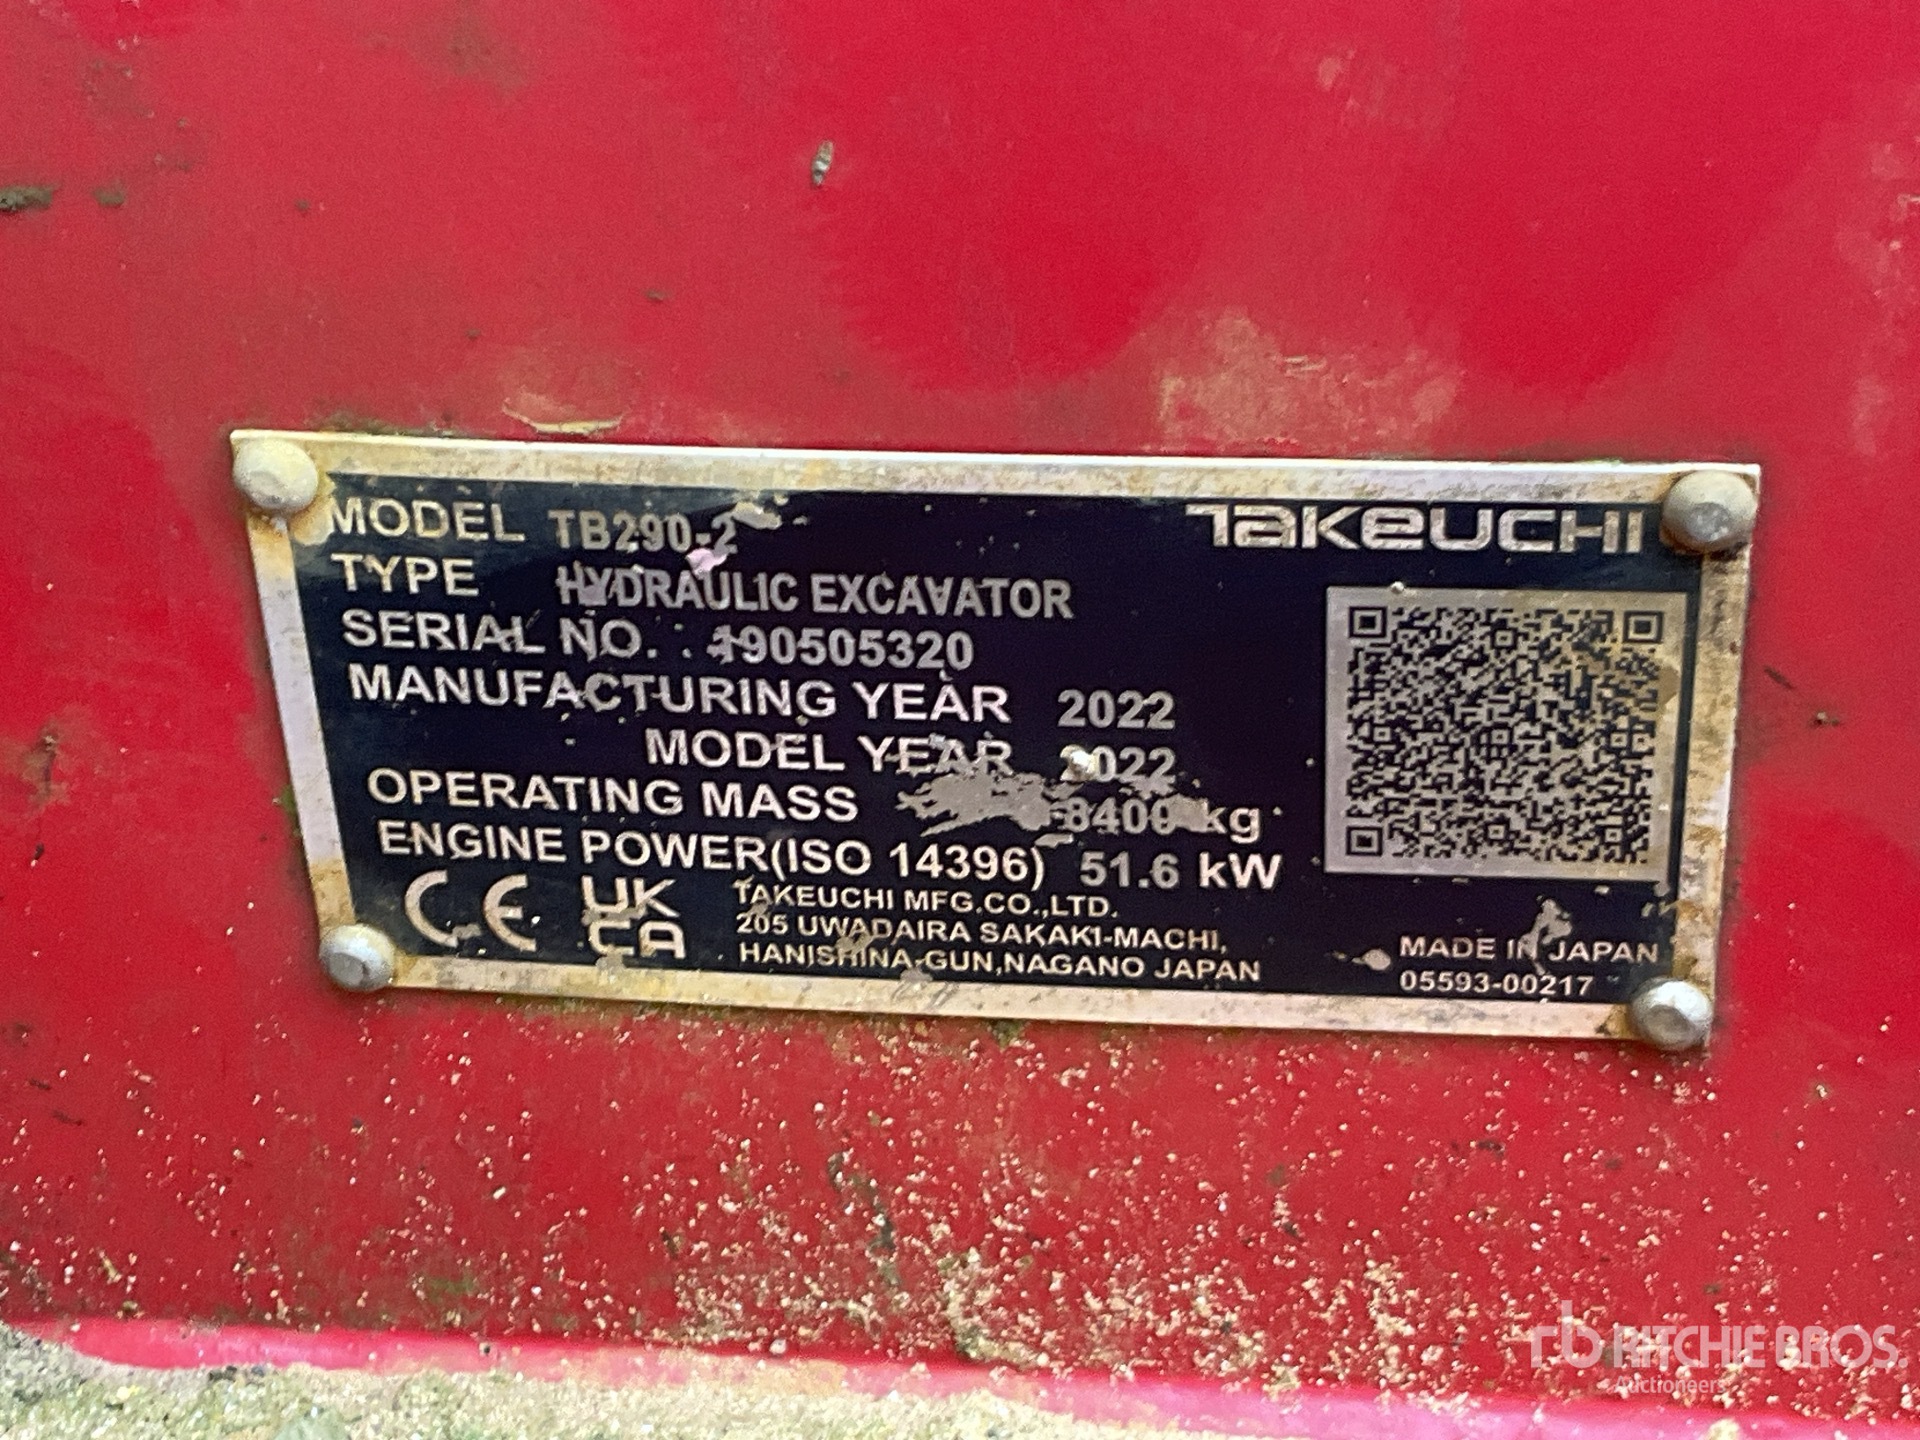 MODEL TB290-2
TAKEUCHI
TYPE HYDRAULIC EXCAVATOR
SERIAL NO. : 190505320
MANUFACTURING YEAR 2022
MODEL YEAR 2022
OPERATING MASS 8400 kg
ENGINE POWER(ISO 14396) 51.6 kW
CE UK CA
TAKEUCHI MFG.CO.,LTD.
205 UWADAIRA SAKAKI-MACHI,
HANISHINA-GUN,NAGANO JAPAN
MADE IN JAPAN
05593-00217
rb RITCHIE BROS.
Auctioneers